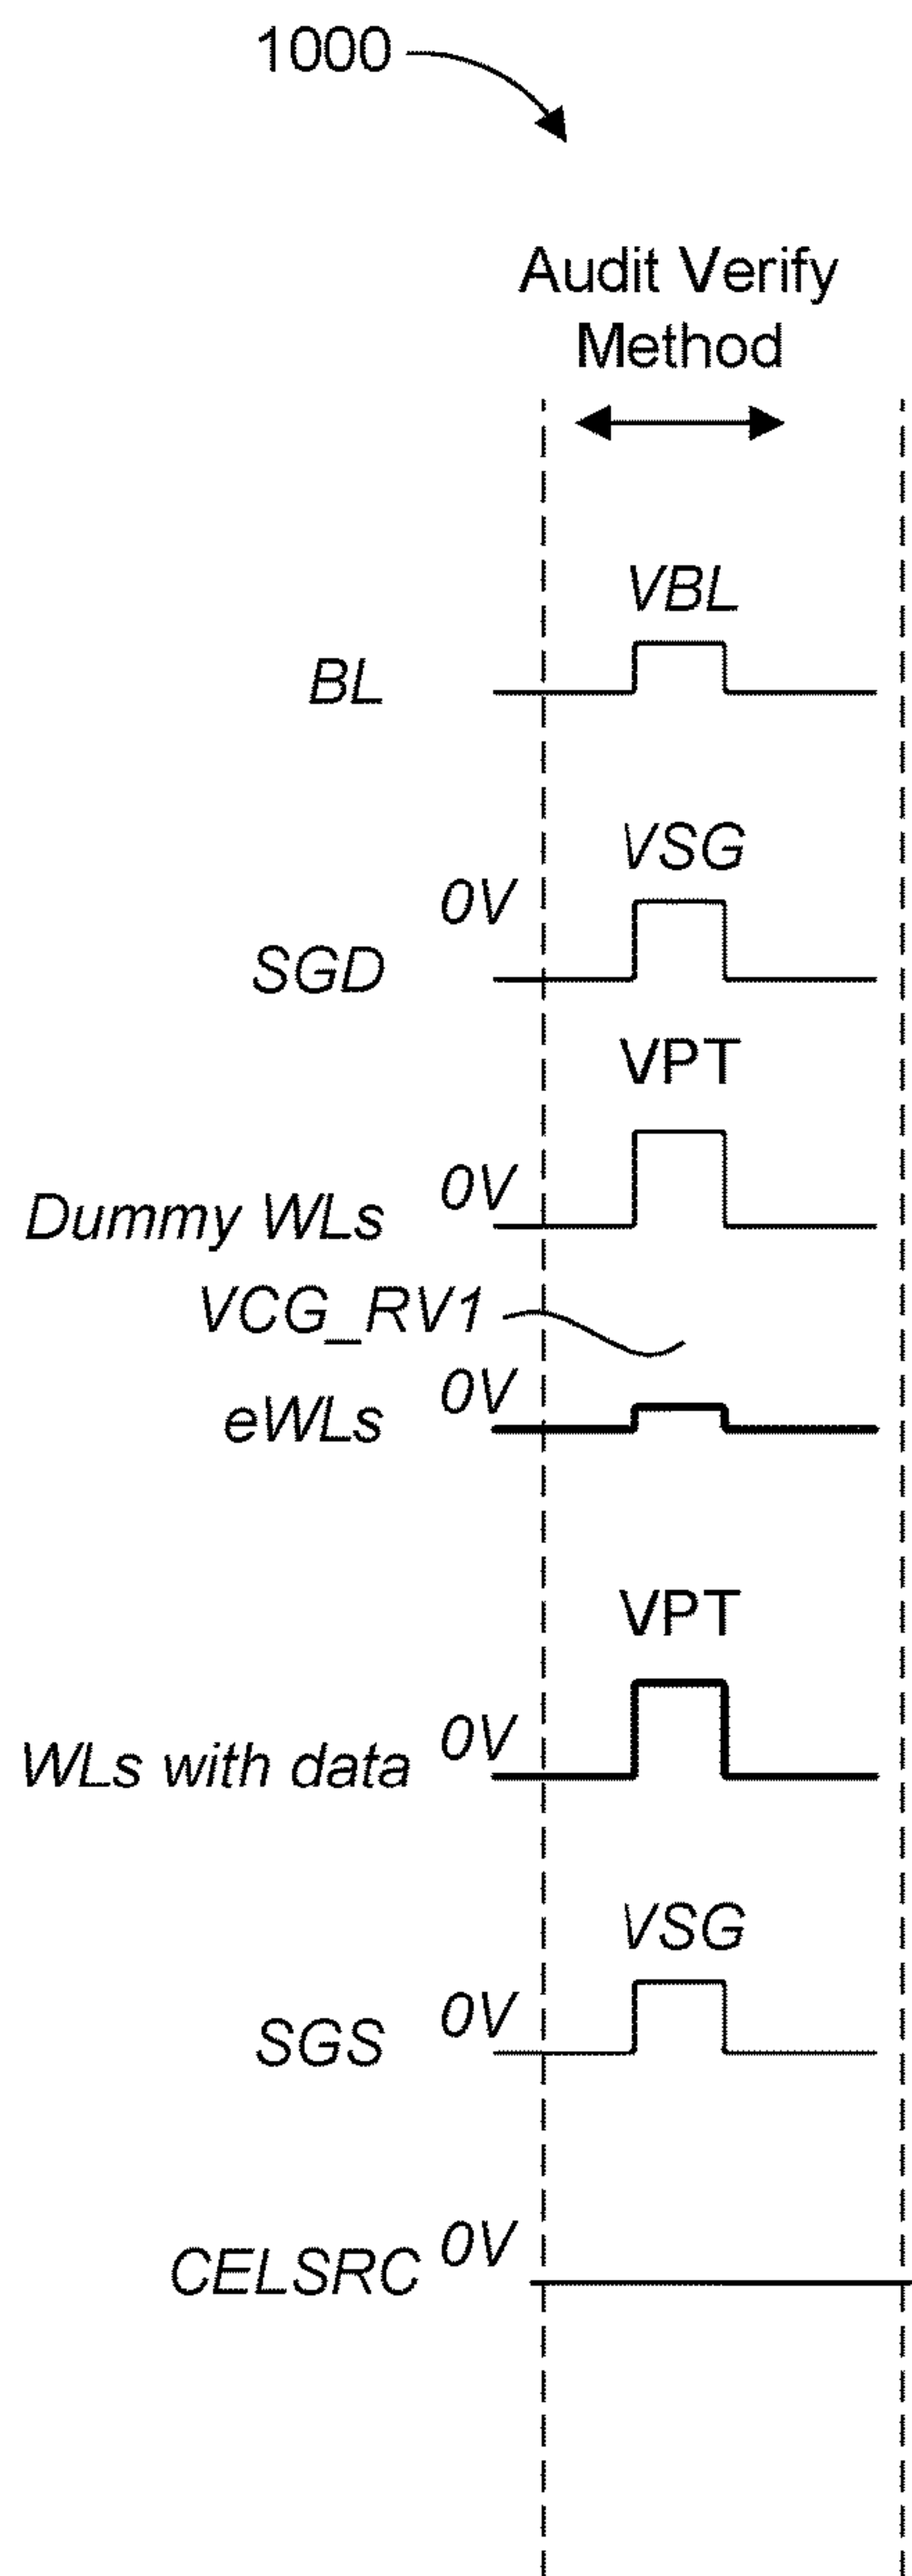 1000
Audit Verify
Method
VBL
BL
VSG
0V
SGD
VPT
0V
Dummy WLs
VCG_RV1
0V
eWLs
VPT
0V
WLs with data
VSG
0V
SGS
0V
CELSRC